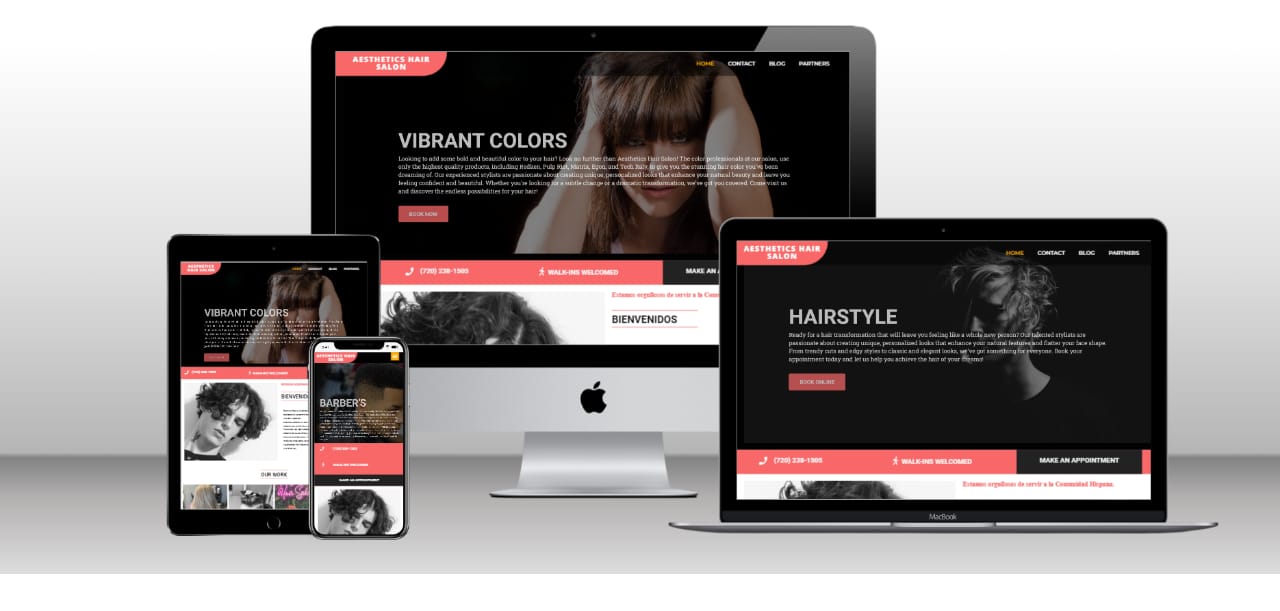 AESTHETICS HAIR
SALON
HOME CONTACT BLOG PARTNERS
VIBRANT COLORS
Looking to add some bold and beautiful color to your hair? Look no further than Aesthetics Hair Salon! The color professionals at our salon, use
only the highest quality products, including Redken, Pulp Riot, Matrix, Egon, and Tech Italy, to give you the stunning hair color you've been
dreaming of. Our experienced stylists are passionate about creating unique, personalized looks that enhance your natural beauty and leave you
feeling confident and beautiful. Whether you're looking for a subtle change or a dramatic transformation, we've got you covered. Come visit us
and discover the endless possibilities for your hair!
BOOK NOW
(720) 238-1505
WALK-INS WELCOMED
MAKE AN
Estamos orgullosos de servir a la
BIENVENIDOS
AESTHETICS HAIR
SALON
HOME CONTACT BLOG PARTNERS
HAIRSTYLE
Ready for a hair transformation that will leave you feeling like a whole new person? Our talented stylists are
passionate about creating unique, personalized looks that enhance your natural features and flatter your face shape.
From trendy cuts and edgy styles to classic and elegant looks, we've got something for everyone. Book your
appointment today and let us help you achieve the hair of your dreams!
BOOK ONLINE
(720) 238-1505
WALK-INS WELCOMED
MAKE AN APPOINTMENT
Estamos orgullosos de servir a la Comunidad Hispana.
MacBook
AESTHETICS
HAIR SALON
HOME CONTACT BLOG PARTNERS
VIBRANT COLORS
WALK-INS WELCOMED
BIENVENIDO
OUR WORK
AESTHETICS HAIR
SALON
BARBER'S
WALK-INS WELCOMED
MAKE AN APPOINTMENT